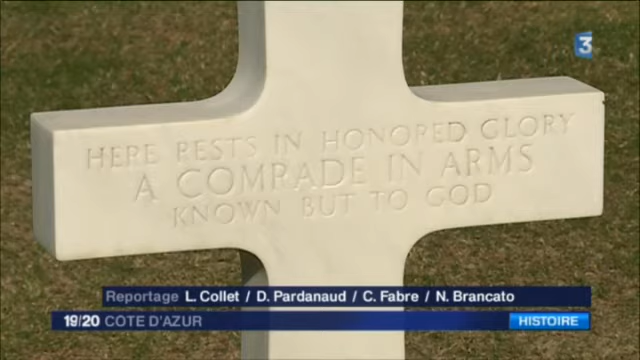 3
HERE RESTS IN HONORED GLORY
A COMRADE IN ARMS
KNOWN BUT TO GOD
Reportage L. Collet / D. Pardanaud / C. Fabre / N. Brancato
19/20 COTE D'AZUR HISTOIRE